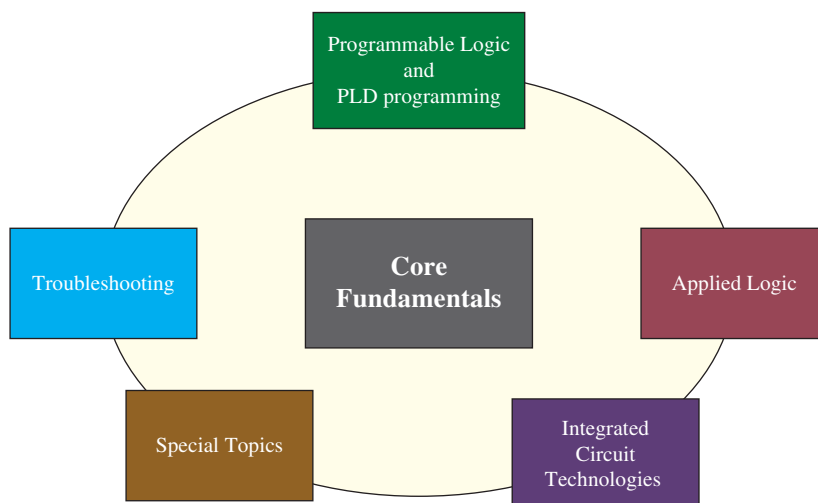 Programmable Logic
and
PLD programming
Troubleshooting
Core
Fundamentals
Applied Logic
Special Topics
Integrated
Circuit
Technologies